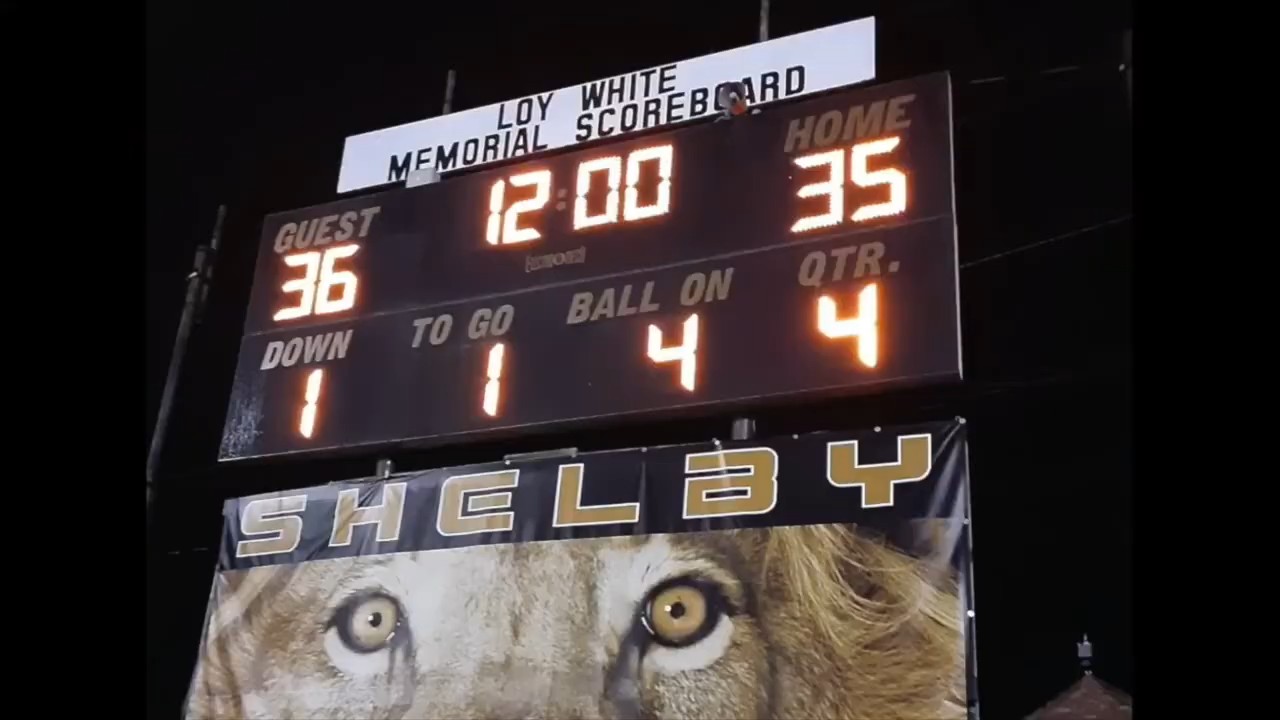 LOY WHITE
MEMORIAL SCOREBOARD
GUEST 12:00 HOME
36 35
DOWN TO GO BALL ON QTR.
1 1 4 4
SHELBY